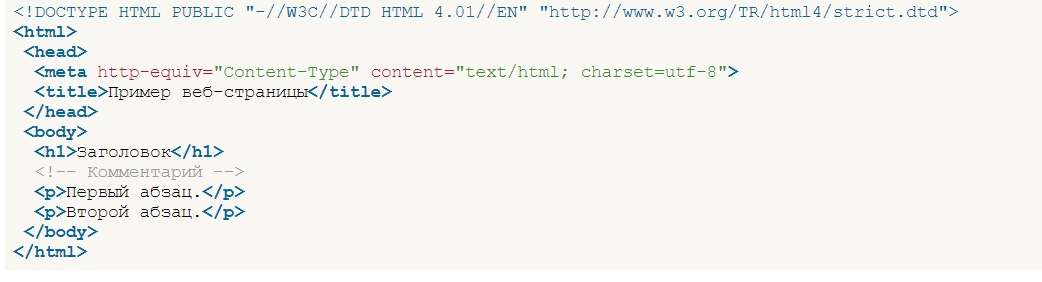 <!DOCTYPE HTML PUBLIC "-//W3C//DTD HTML 4.01//EN" "http://www.w3.org/TR/html4/strict.dtd">
<html>
<head>
<meta http-equiv="Content-Type" content="text/html; charset=utf-8">
<title>Пример веб-страницы</title>
</head>
<body>
<h1>Заголовок</h1>
<!-- Комментарий -->
<p>Первый абзац.</p>
<p>Второй абзац.</p>
</body>
</html>